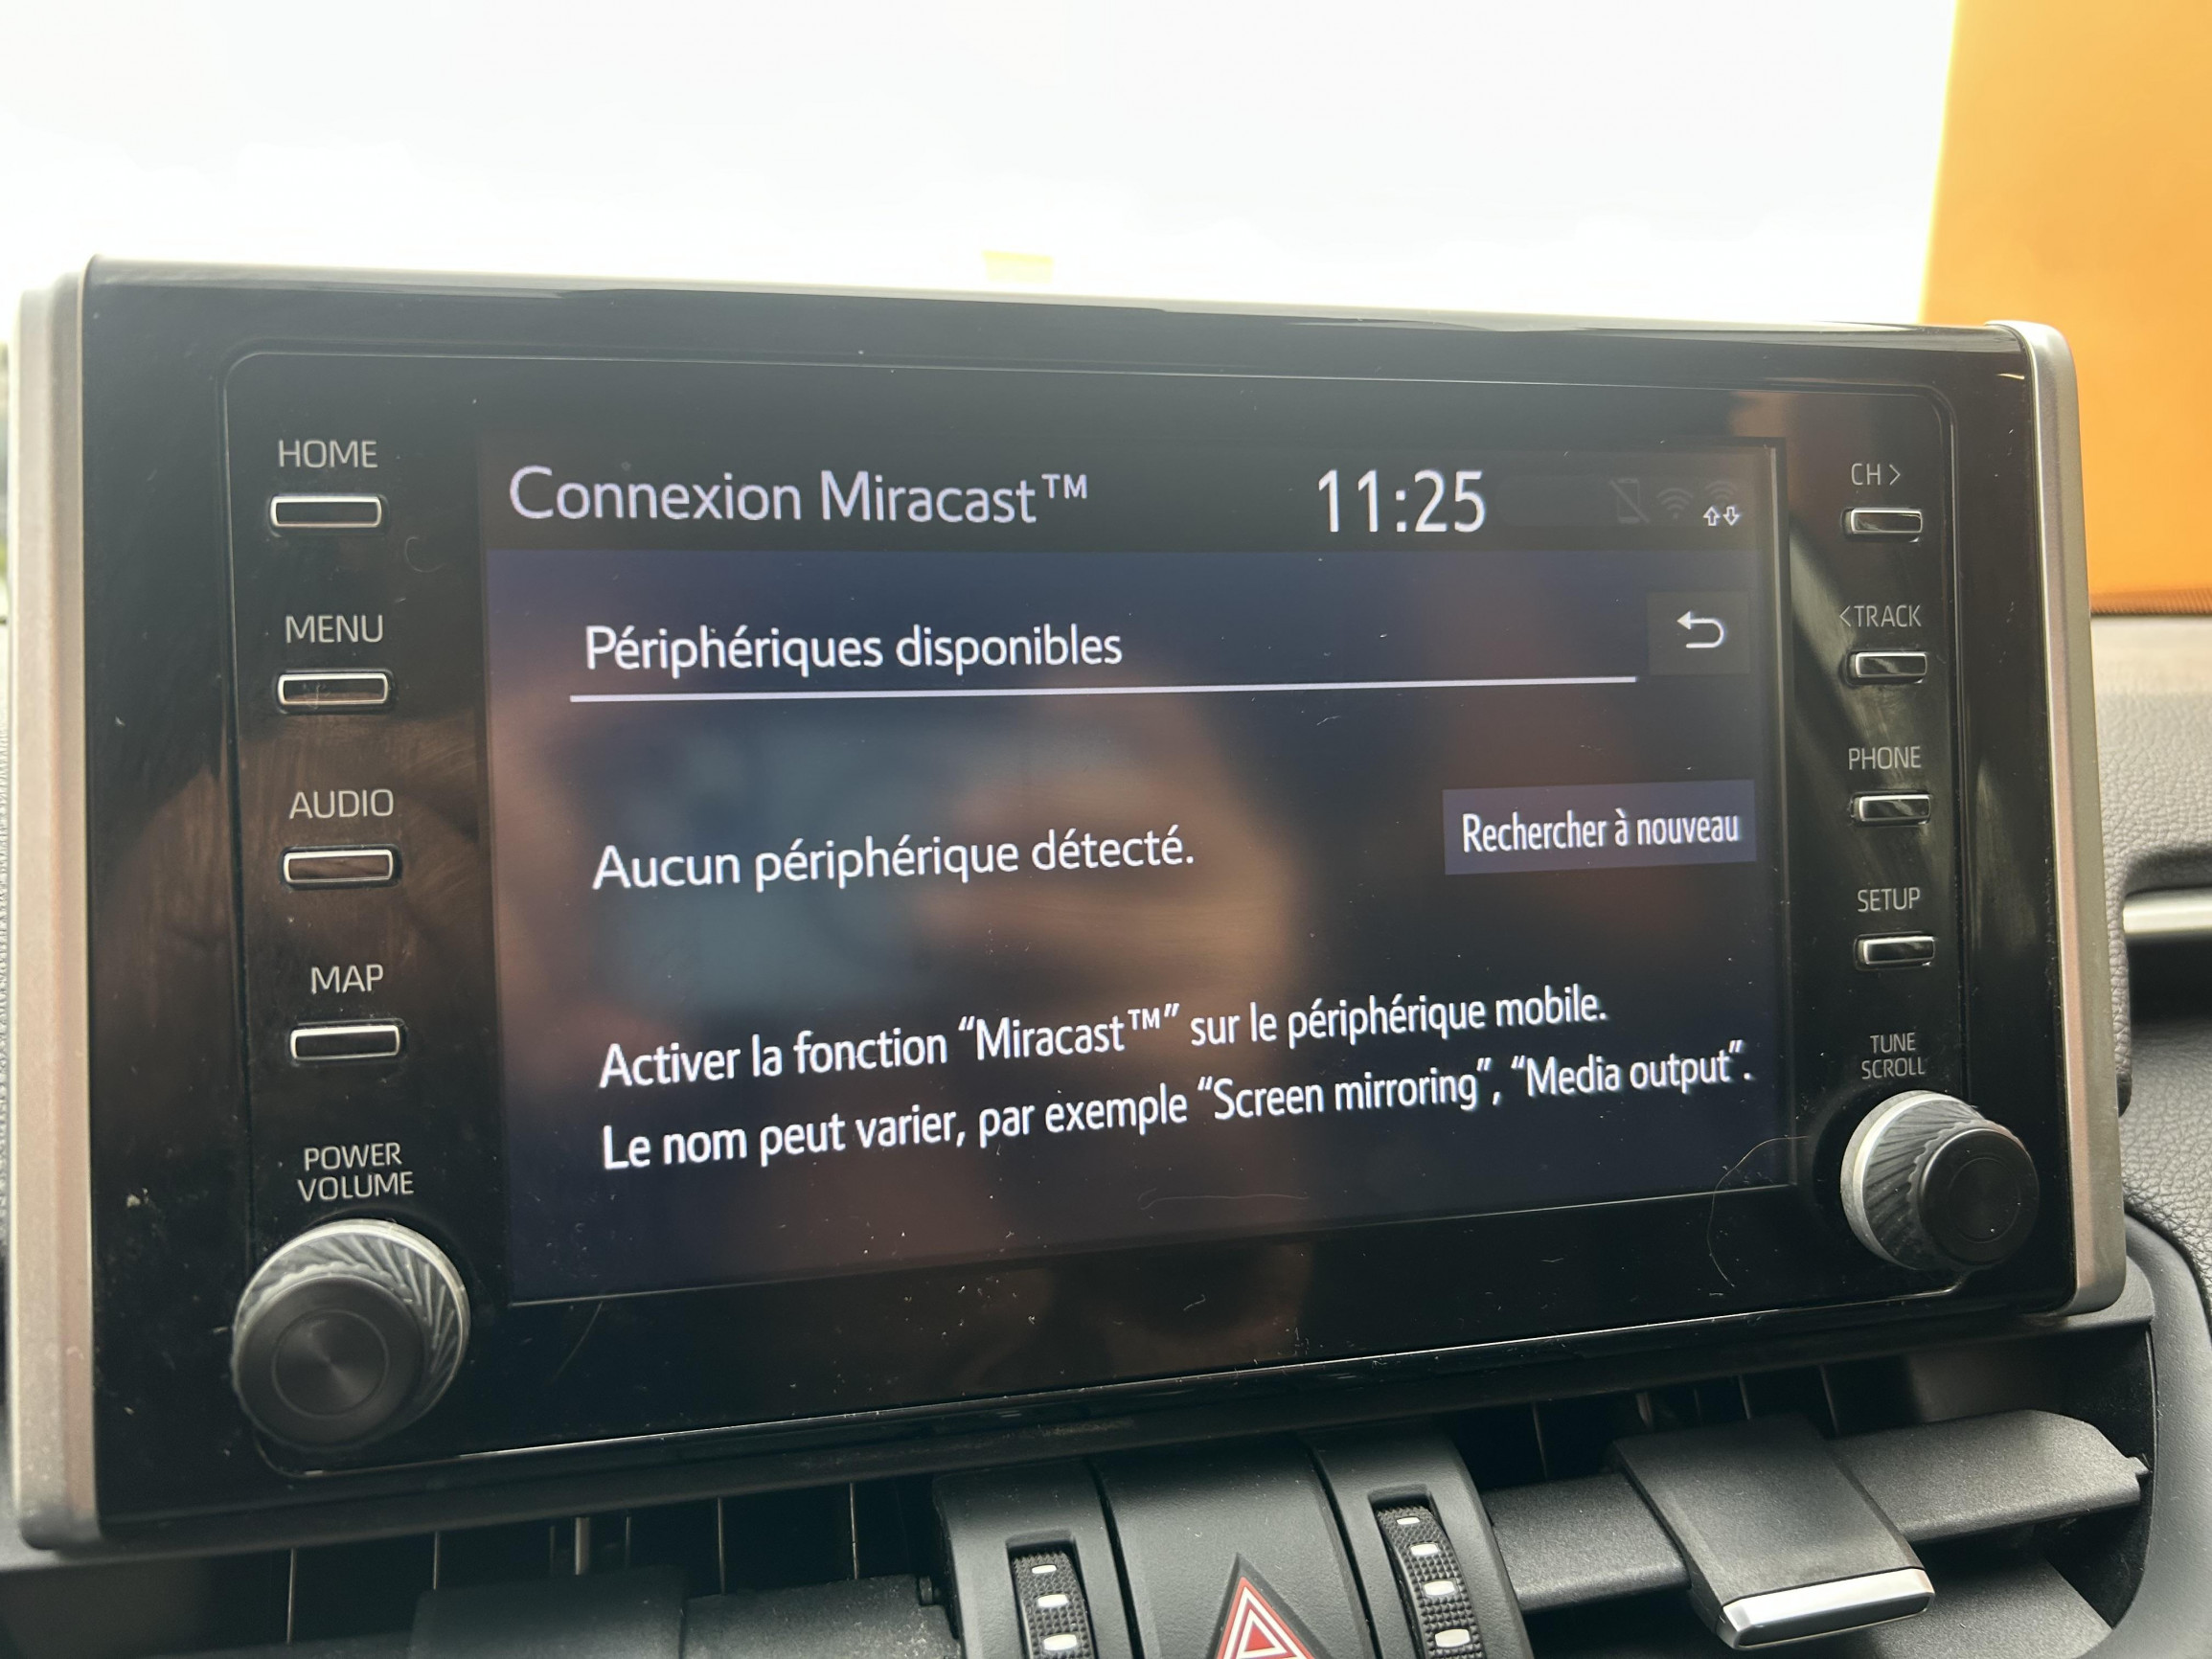 HOME
MENU
AUDIO
MAP
POWER
VOLUME
Connexion Miracast™
11:25
Périphériques disponibles
Aucun périphérique détecté.
Rechercher à nouveau
Activer la fonction “Miracast™” sur le périphérique mobile.
Le nom peut varier, par exemple “Screen mirroring”, “Media output”.
CH >
< TRACK
PHONE
SETUP
TUNE
SCROLL